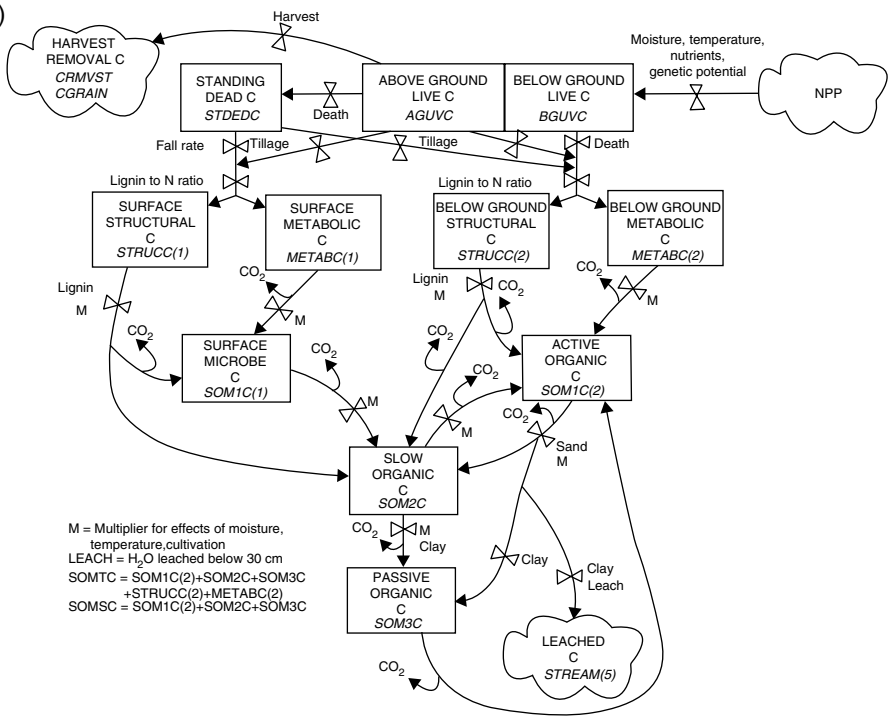 )
Harvest
HARVEST
REMOVAL C
CRMVST
CGRAIN
STANDING
DEAD C
STDEDC
Death
ABOVE GROUND
LIVE C
AGUVC
BELOW GROUND
LIVE C
BGUVC
Moisture, temperature,
nutrients,
genetic potential
NPP
Fall rate
Tillage
Tillage
Death
Lignin to N ratio
Lignin to N ratio
SURFACE
STRUCTURAL
C
STRUCC(1)
SURFACE
METABOLIC
C
METABC(1)
BELOW GROUND
STRUCTURAL
C
STRUCC(2)
BELOW GROUND
METABOLIC
C
METABC(2)
Lignin
M
CO2
M
Lignin
M
CO2
CO2
M
CO2
SURFACE
MICROBE
C
SOM1C(1)
CO2
M
CO2
CO2
M
ACTIVE
ORGANIC
C
SOM1C(2)
CO2
Sand
M
SLOW
ORGANIC
C
SOM2C
CO2
M
Clay
Clay
Clay
Leach
PASSIVE
ORGANIC
C
SOM3C
CO2
LEACHED
C
STREAM(5)
M = Multiplier for effects of moisture,
temperature,cultivation
LEACH = H2O leached below 30 cm
SOMTC = SOM1C(2)+SOM2C+SOM3C
+STRUCC(2)+METABC(2)
SOMSC = SOM1C(2)+SOM2C+SOM3C